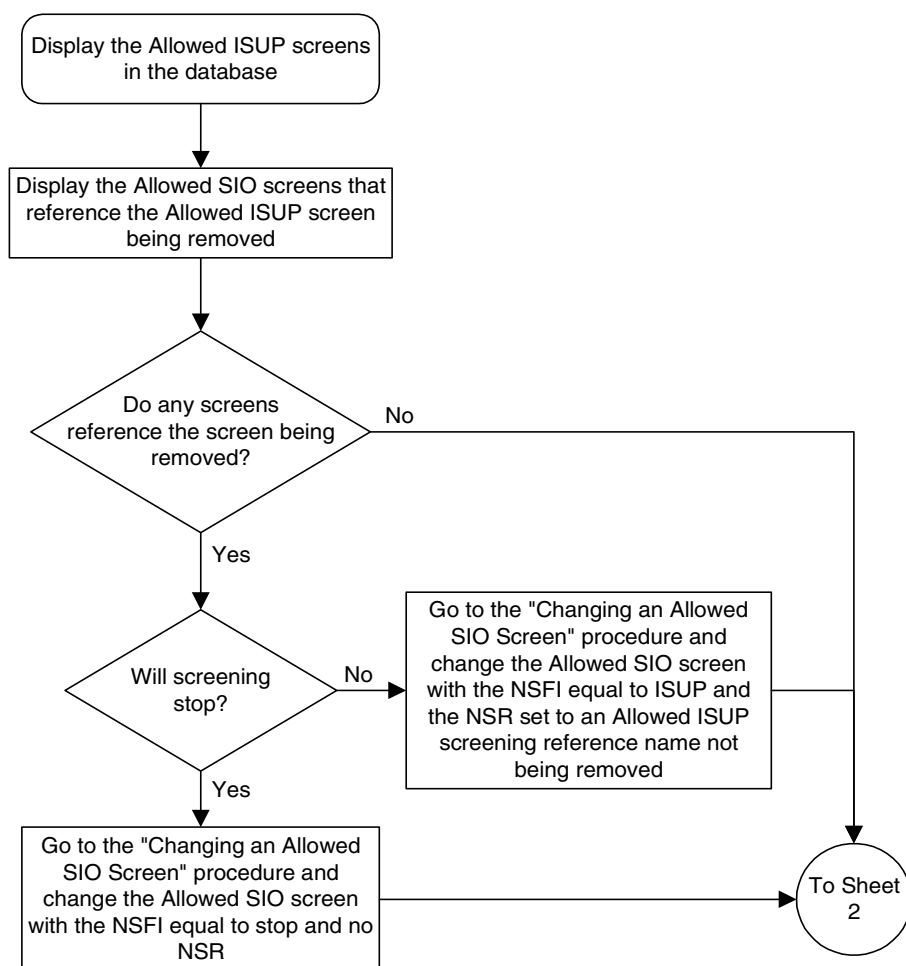 Display the Allowed ISUP screens
in the database
Display the Allowed SIO screens that
reference the Allowed ISUP screen
being removed
Do any screens
reference the screen being
removed?
No
Yes
Will screening
stop?
No
Go to the "Changing an Allowed
SIO Screen" procedure and
change the Allowed SIO screen
with the NSFI equal to ISUP and
the NSR set to an Allowed ISUP
screening reference name not
being removed
Yes
Go to the "Changing an Allowed
SIO Screen" procedure and
change the Allowed SIO screen
with the NSFI equal to stop and no
NSR
To Sheet
2